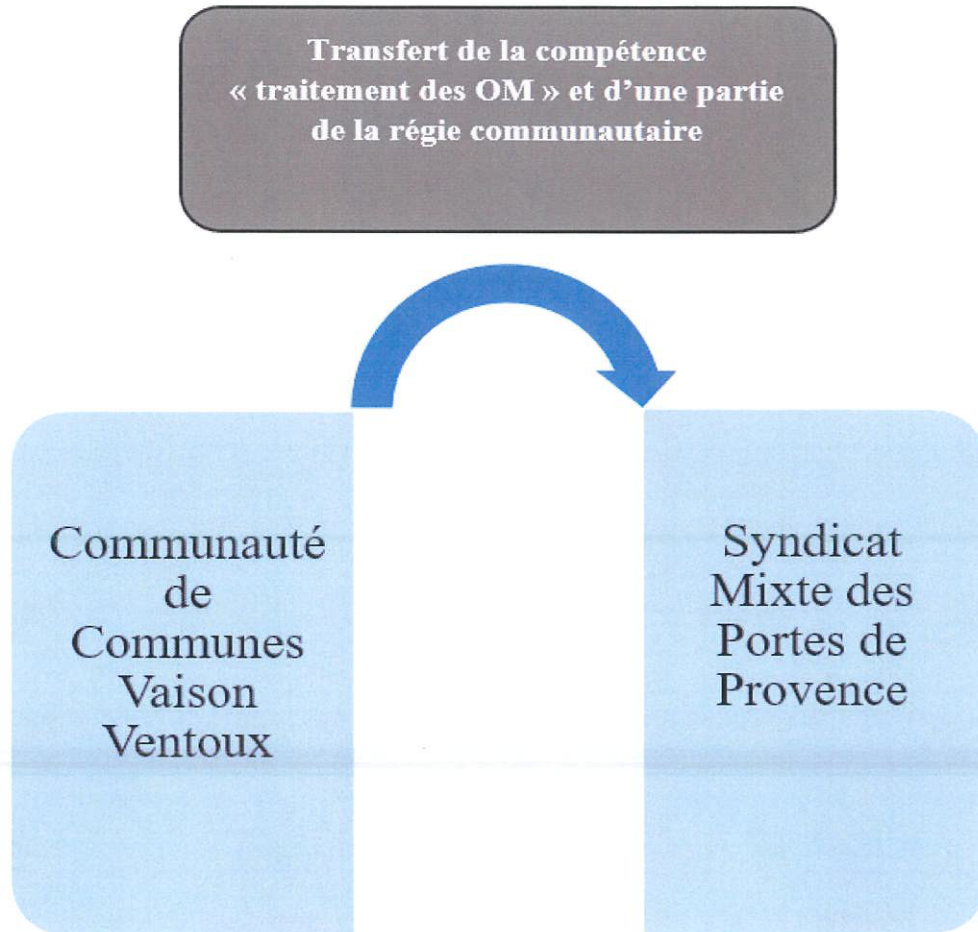 Transfert de la compétence
« traitement des OM » et d’une partie
de la régie communautaire
Communauté
de
Communes
Vaison
Ventoux
Syndicat
Mixte des
Portes de
Provence